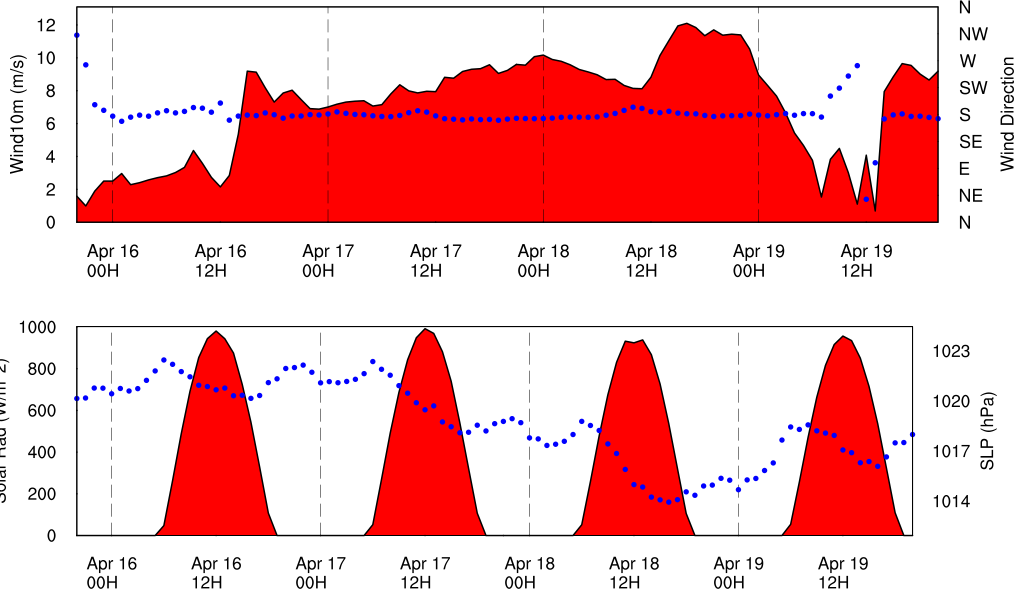 N
12
NW
10
W
8
SW
6
S
4
SE
E
2
NE
0
N
Wind10m (m/s)
Wind Direction
Apr 16 Apr 16 Apr 17 Apr 17 Apr 18 Apr 18 Apr 19 Apr 19
00H 12H 00H 12H 00H 12H 00H 12H
1000
1023
800
1020
600
1017
400
1014
200
0
Solar Rad (W/m^2)
SLP (hPa)
Apr 16 Apr 16 Apr 17 Apr 17 Apr 18 Apr 18 Apr 19 Apr 19
00H 12H 00H 12H 00H 12H 00H 12H